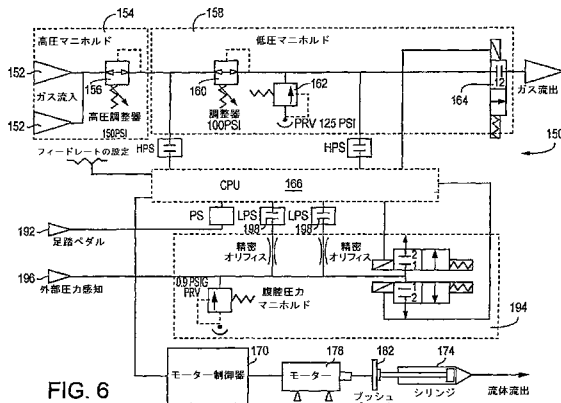 154
158
高圧マニホルド
低圧マニホルド
152
ガス流入
152
156
高圧調整器
150PSI
160
調整器
100PSI
162
PRV 125 PSI
12
164
ガス流出
150
フィードレートの設定
HPS
HPS
CPU 166
192
足踏ペダル
PS
LPS
198
LPS
198
196
外部圧力感知
精密
オリフィス
精密
オリフィス
0.9 PSIG
PRV
腹腔圧力
マニホルド
2
1
1
2
194
170
モーター制御器
178
モーター
182
プッシュ
174
シリンジ
流体流出
FIG. 6